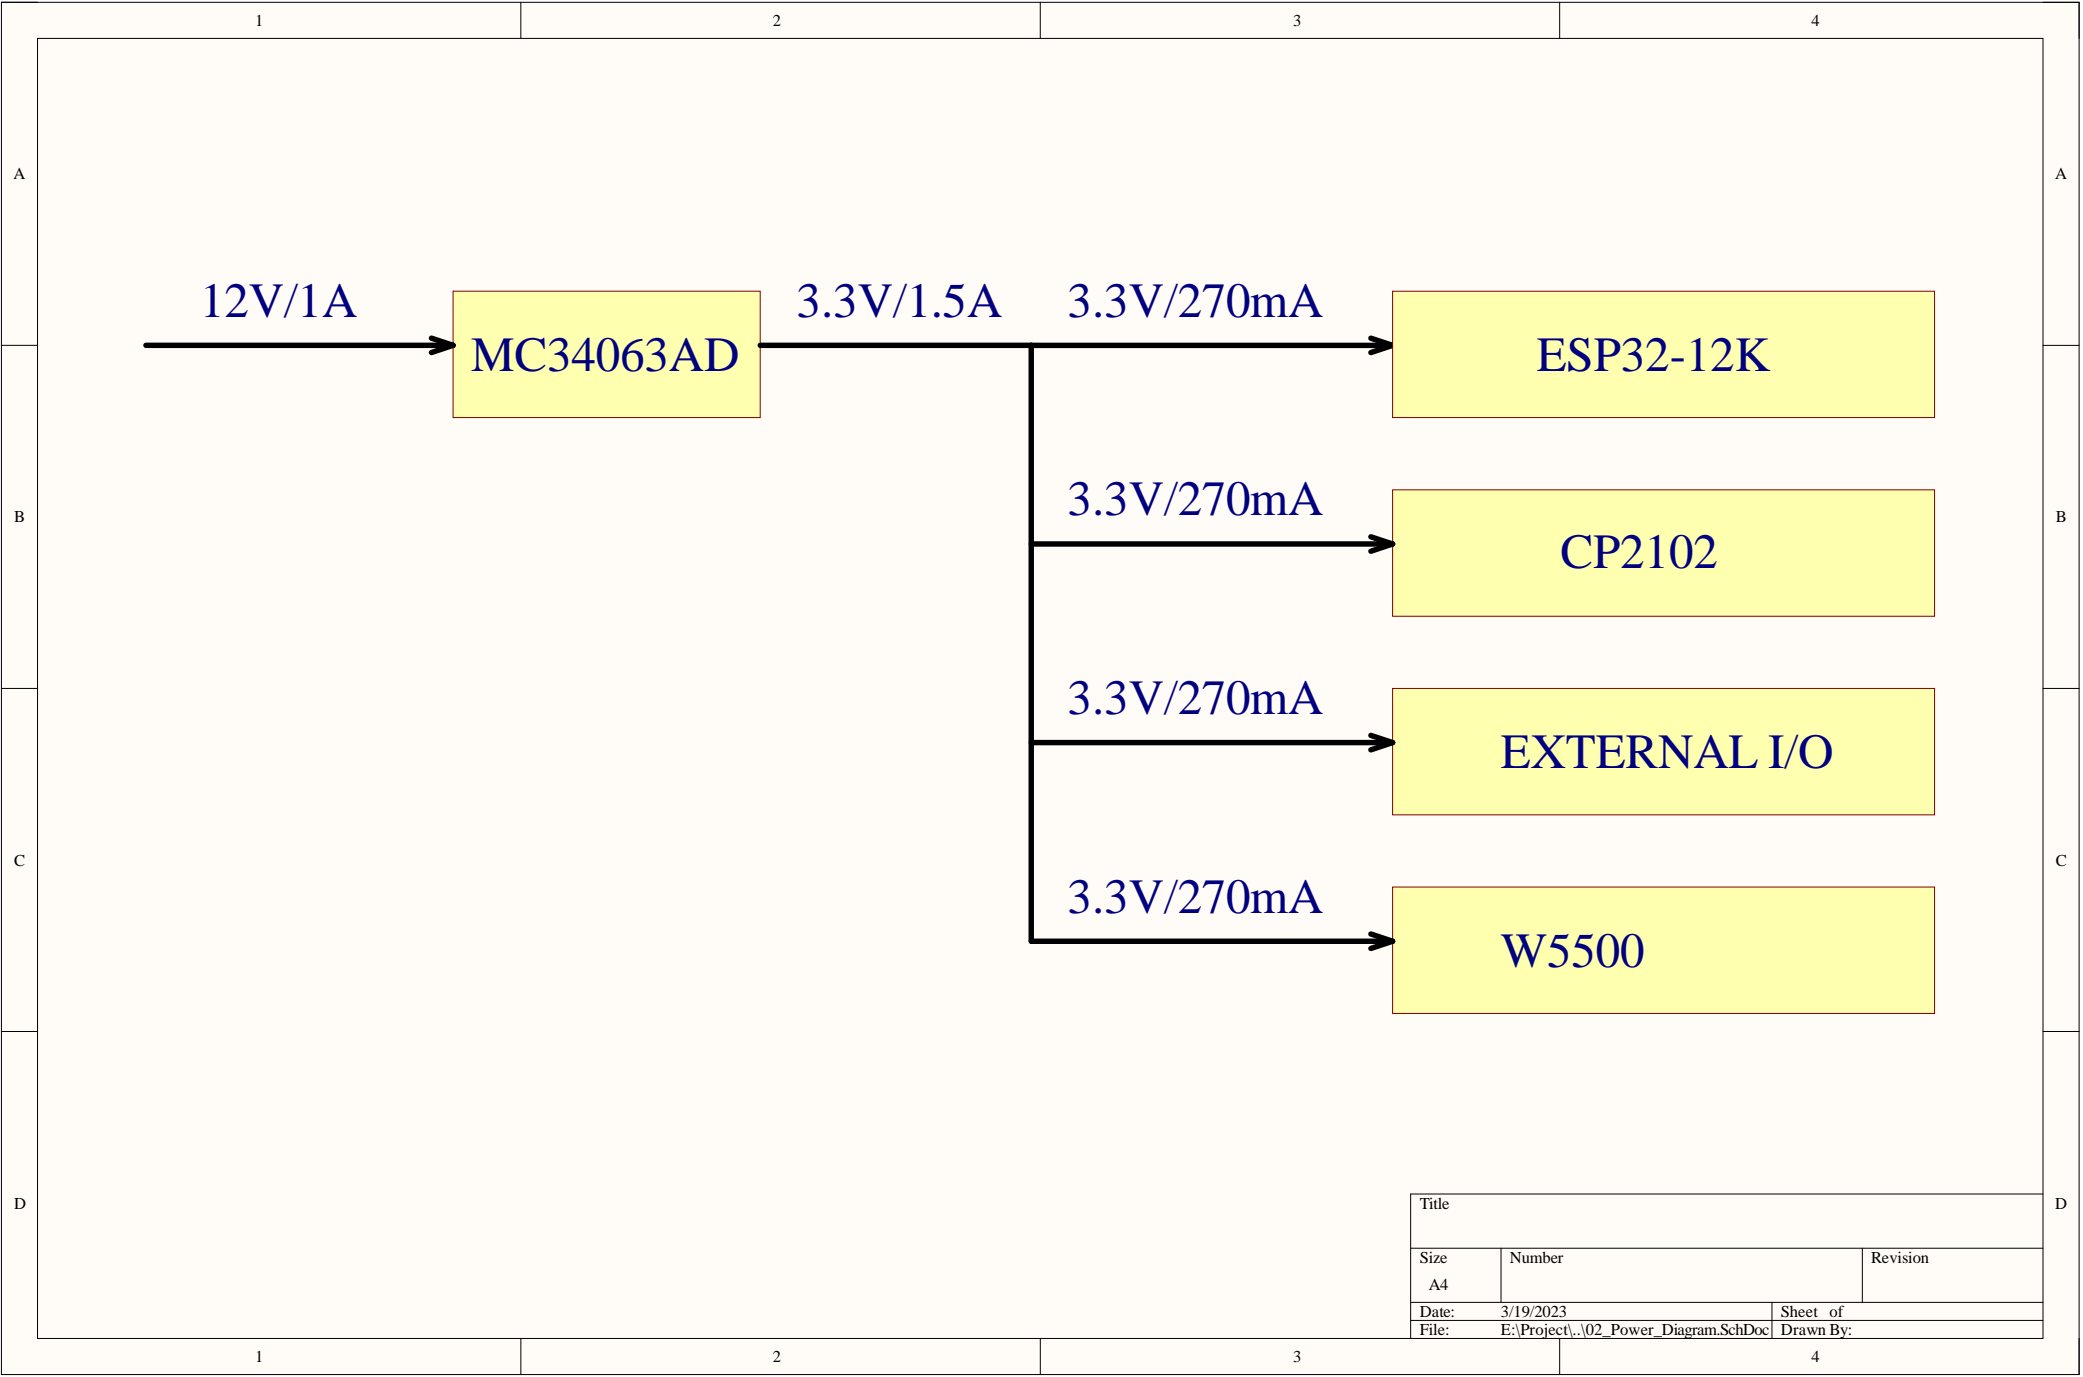 1 2 3 4
A A
12V/1A 3.3V/1.5A 3.3V/270mA
MC34063AD ESP32-12K
3.3V/270mA
B B
CP2102
3.3V/270mA
EXTERNAL I/O
C C
3.3V/270mA
W5500
D D
Title
Size Number Revision
A4
Date: 3/19/2023 Sheet of
File: E:\Project\..\02_Power_Diagram.SchDoc Drawn By:
1 2 3 4